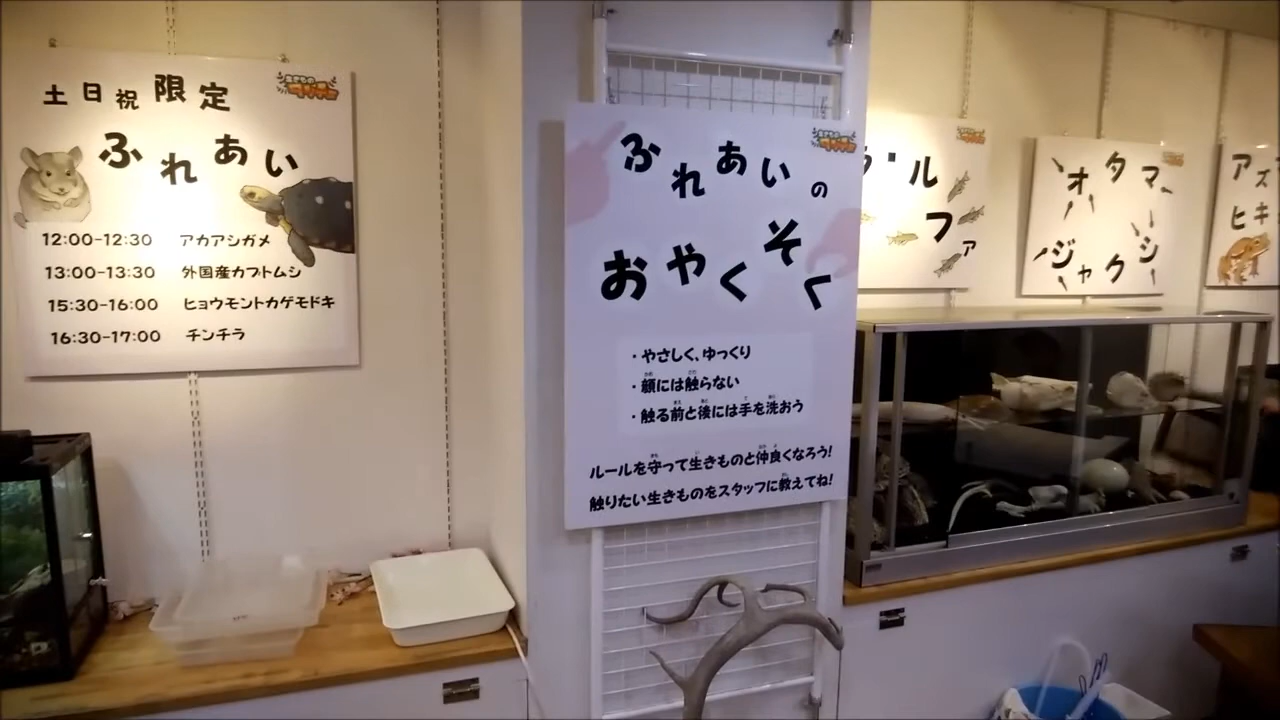 土日祝限定
ふれあい
12:00-12:30 アカアシガメ
13:00-13:30 外国産カブトムシ
15:30-16:00 ヒョウモントカゲモドキ
16:30-17:00 チンチラ
ふれあいの
おやくそく
・やさしく、ゆっくり
・顔には触らない
・触る前と後には手を洗おう
ルールを守って生きものと仲良くなろう!
触りたい生きものをスタッフに教えてね!
ル
ファ
オタマ
ジャクシ
アズ
ヒキ